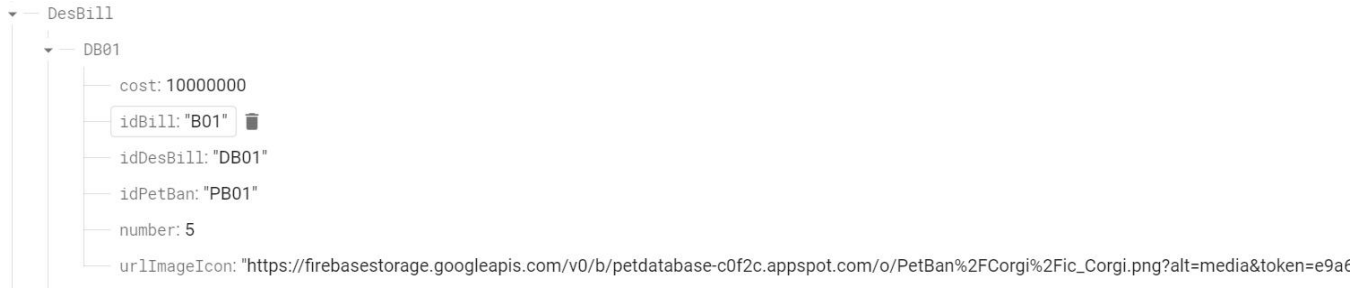 DesBill
DB01
cost: 10000000
idBill: "B01"
idDesBill: "DB01"
idPetBan: "PB01"
number: 5
urlImageIcon: "https://firebasestorage.googleapis.com/v0/b/petdatabase-c0f2c.appspot.com/o/PetBan%2FCorgi%2Fic_Corgi.png?alt=media&token=e9a6